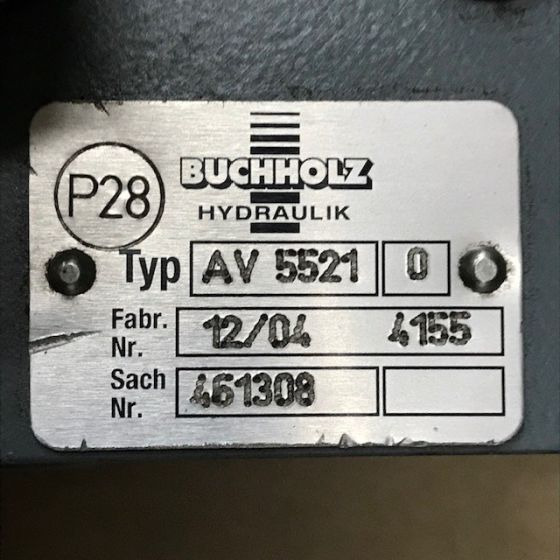 P28
BUCHHOLZ
HYDRAULIK
Typ AV 5521 0
Fabr. Nr. 12/04 4155
Sach Nr. 461308